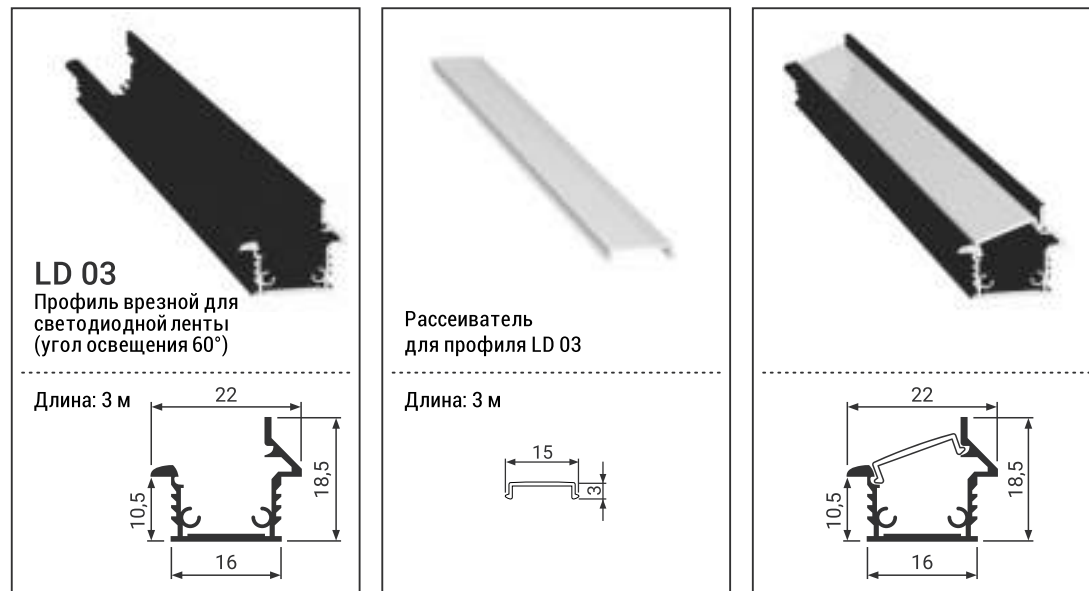 LD 03
Профиль врезной для
светодиодной ленты
(угол освещения 60°)
Длина: 3 м
22
18,5
10,5
16
Рассеиватель
для профиля LD 03
Длина: 3 м
15
3
22
18,5
10,5
16